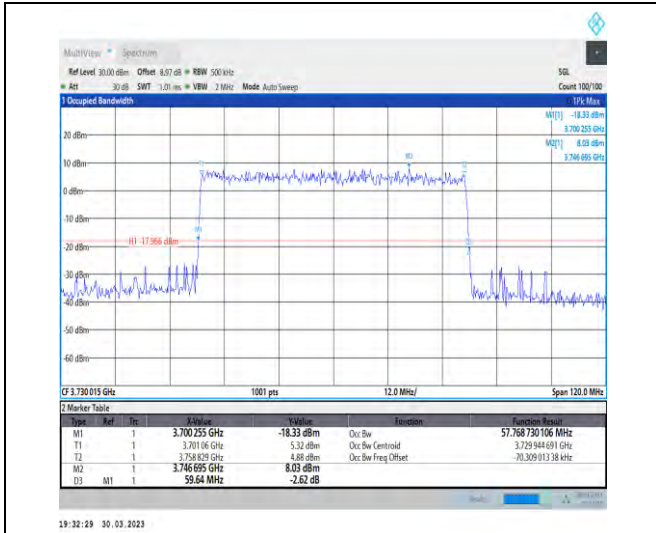 MultiView Spectrum
Ref Level 30.00 dBm Offset 8.97 dB RBW 500 kHz SGL
Att 30 dB SWT 1.01 ms VBW 2 MHz Mode Auto Sweep Count 100/100
1 Occupied Bandwidth 1Pk Max
M1[1] -18.33 dBm
3.700 255 GHz
M2[1] 8.03 dBm
3.746 695 GHz
20 dBm
10 dBm
0 dBm
-10 dBm
H1 -17.966 dBm
-20 dBm
-30 dBm
-40 dBm
-50 dBm
-60 dBm
CF 3.730 015 GHz 1001 pts 12.0 MHz/ Span 120.0 MHz
2 Marker Table
Type Ref Trc X-Value Y-Value Function Function Result
M1 1 3.700 255 GHz -18.33 dBm Occ Bw 57.768 730 106 MHz
T1 1 3.701 06 GHz 5.32 dBm Occ Bw Centroid 3.729 944 691 GHz
T2 1 3.758 829 GHz 4.88 dBm Occ Bw Freq Offset -70.309 013 38 kHz
M2 1 3.746 695 GHz 8.03 dBm
D3 M1 1 59.64 MHz -2.62 dB
19:32:29 30.03.2023